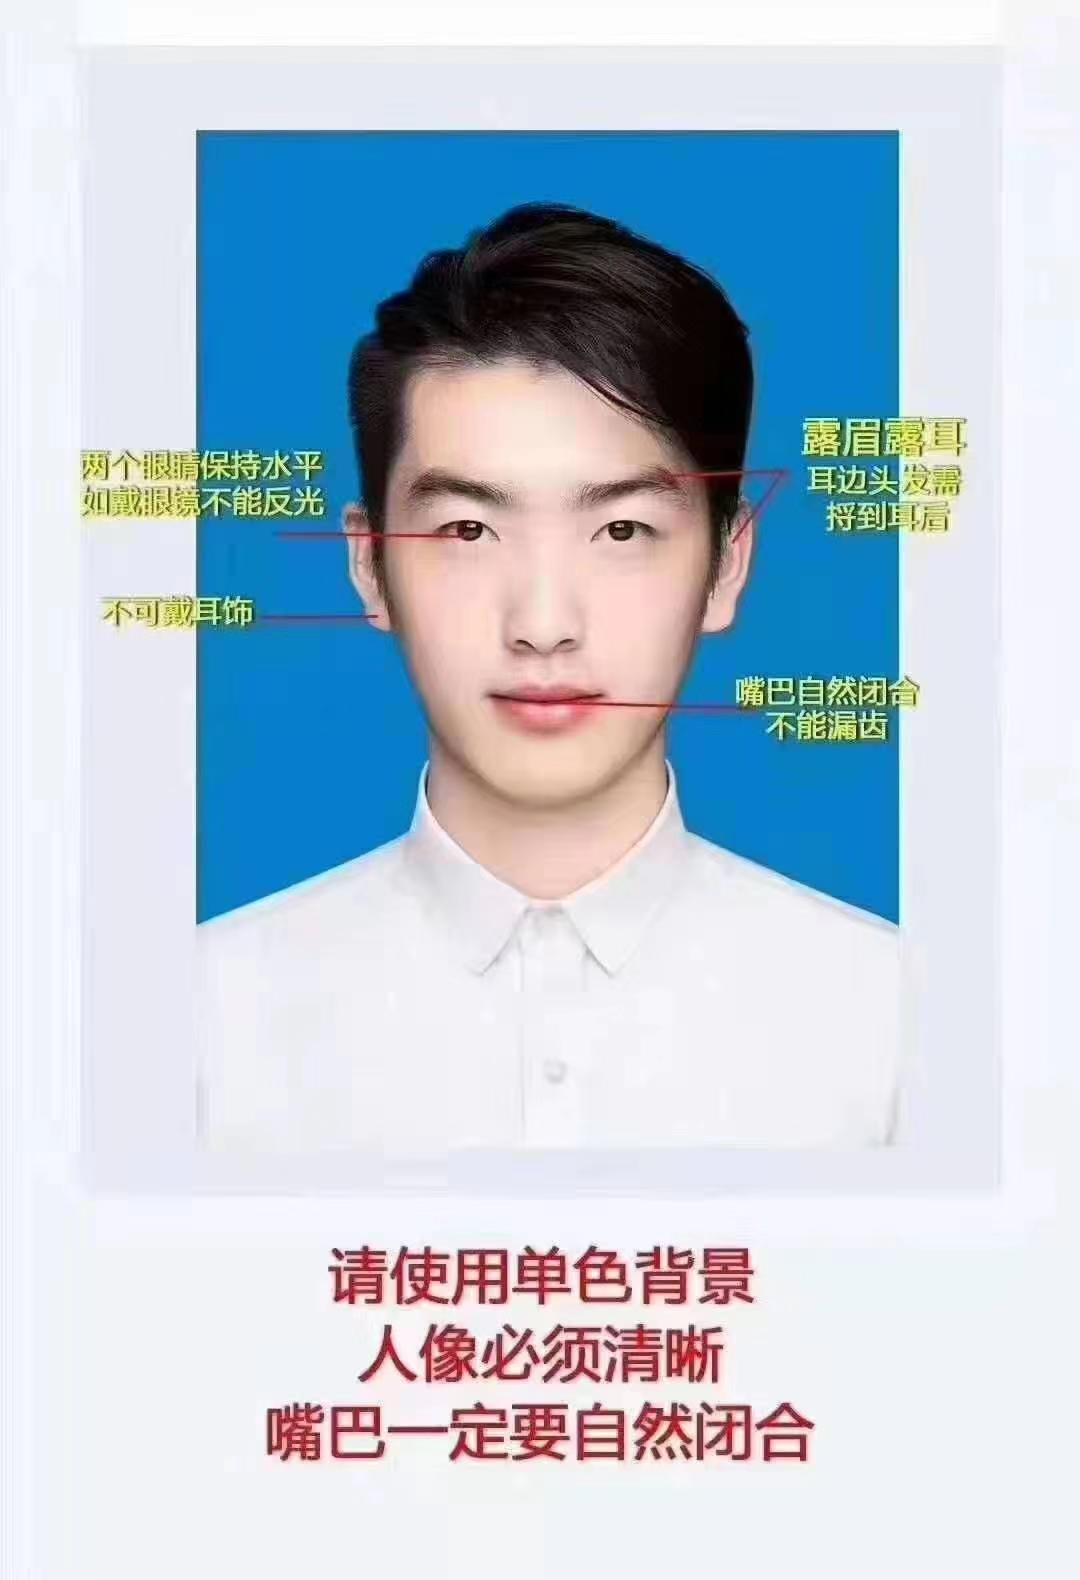 两个眼睛保持水平
如戴眼镜不能反光
不可戴耳饰
露眉露耳
耳边头发需
捋到耳后
嘴巴自然闭合
不能漏齿
请使用单色背景
人像必须清晰
嘴巴一定要自然闭合